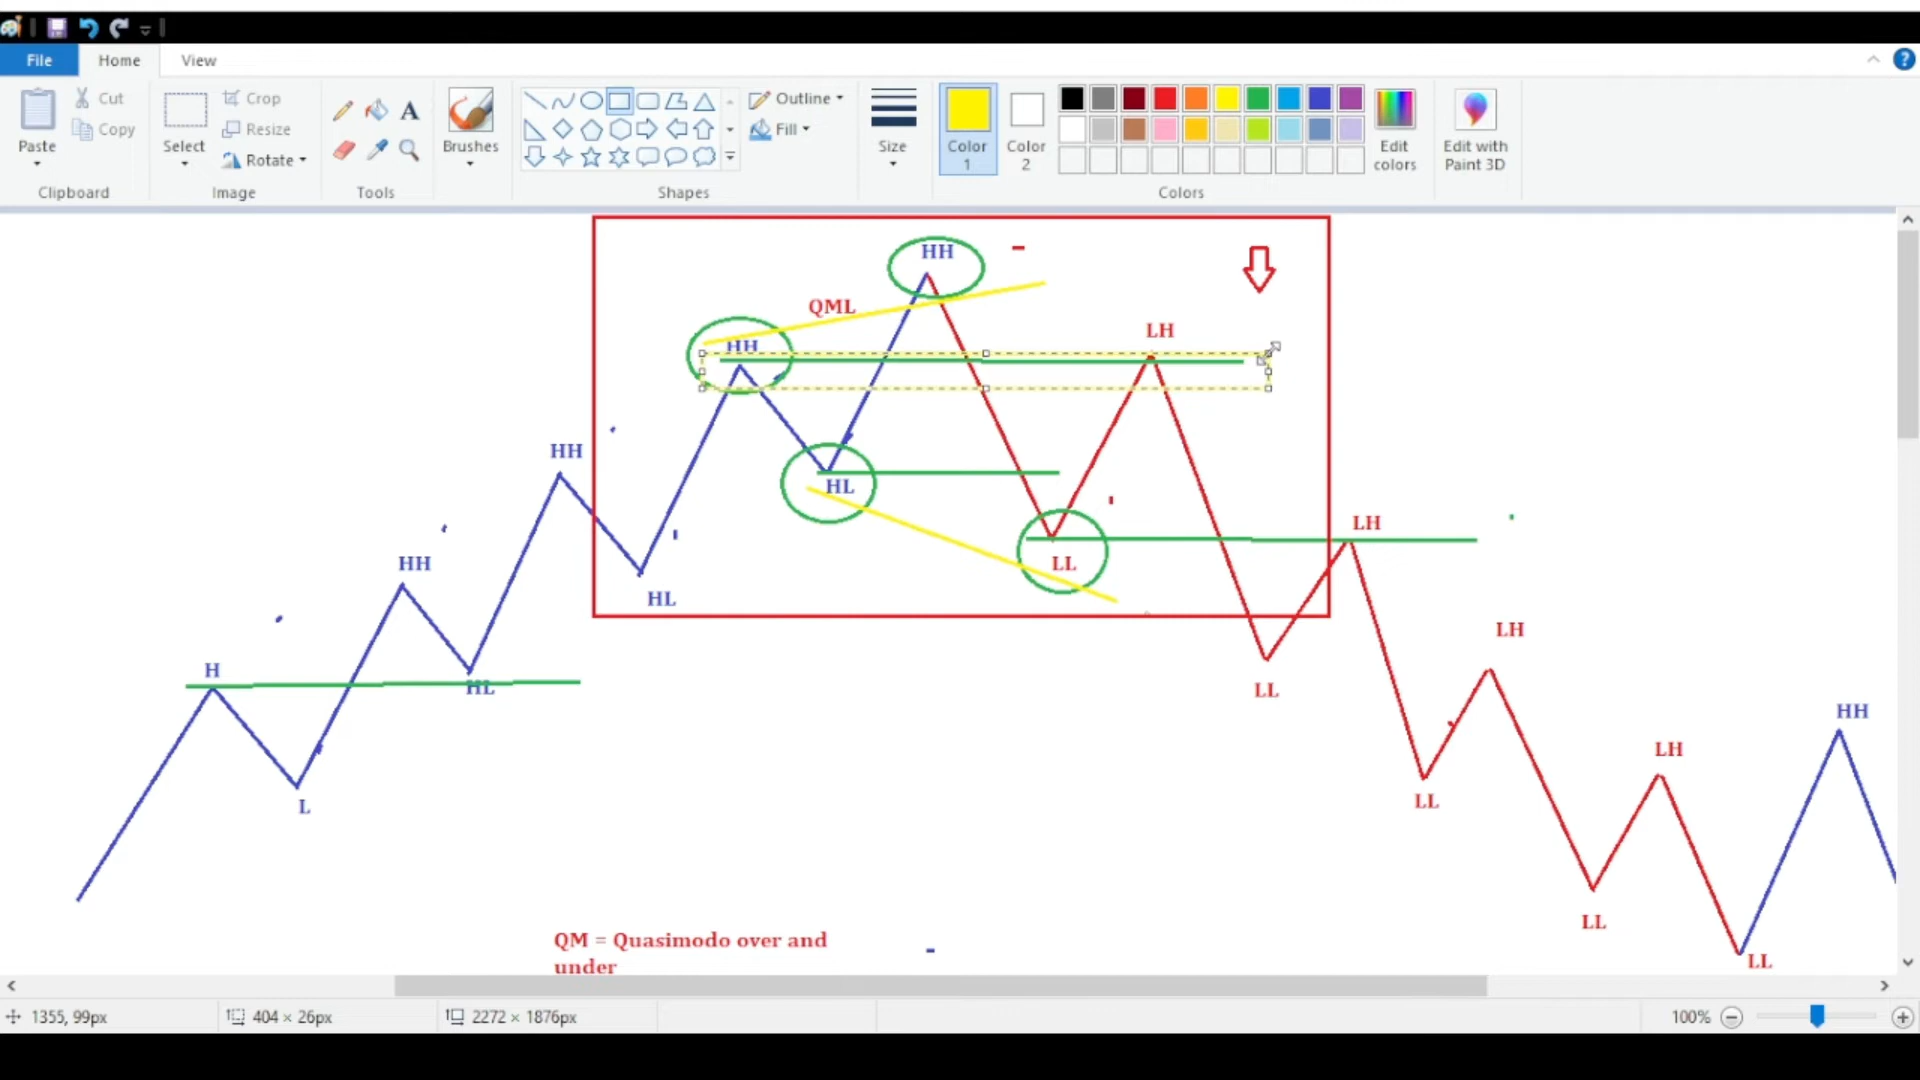 File Home View
Paste
Cut
Copy
Clipboard
Select
Crop
Resize
Rotate
Image
A
Tools
Brushes
Shapes
Outline
Fill
Size
Color
1
Color
2
Colors
Edit
colors
Edit with
Paint 3D
?
HH
QML
LH
HH
HH
HL
LH
HH
LL
HL
LH
H
HL
LL
HH
LH
L
LL
LL
QM = Quasimodo over and
under
LL
1355, 99px
404 × 26px
2272 × 1876px
100%